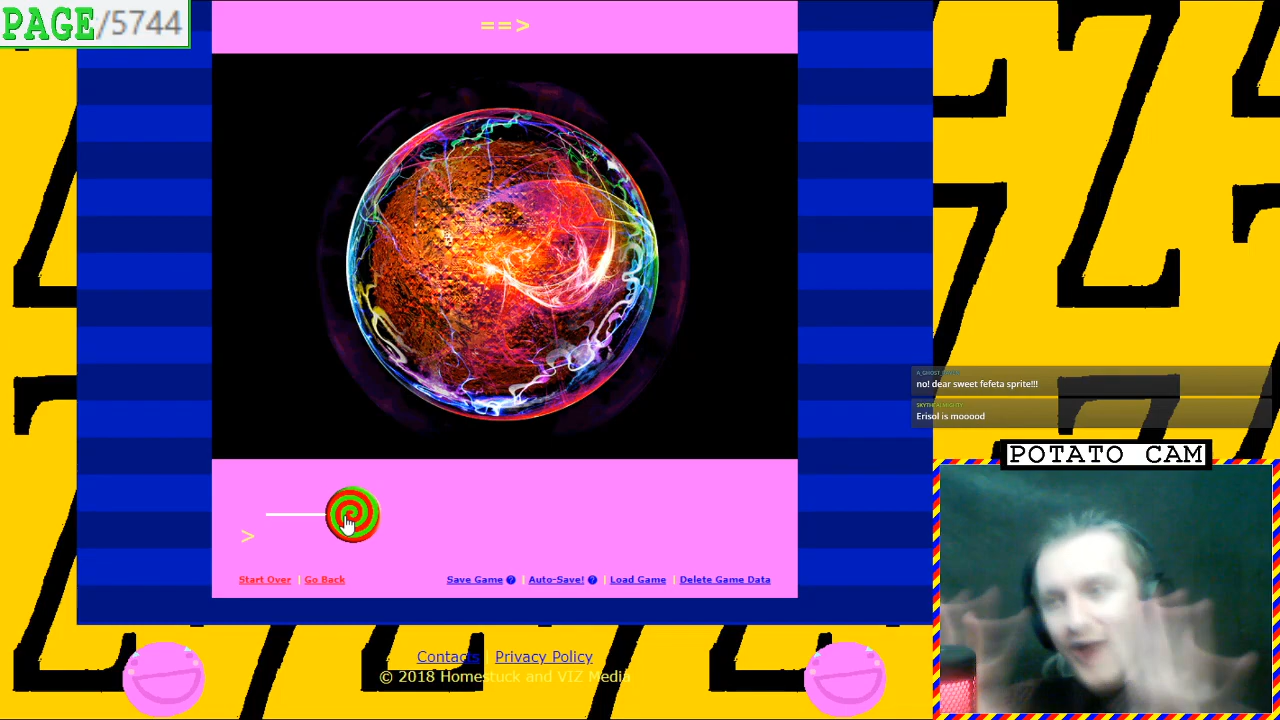 PAGE/5744
==>
no! dear sweet fefeta sprite!!!
Erisol is mooood
POTATO CAM
>
Start Over | Go Back
Save Game ? | Auto-Save! ? | Load Game | Delete Game Data
Contacts | Privacy Policy
© 2018 Homestuck and VIZ Media